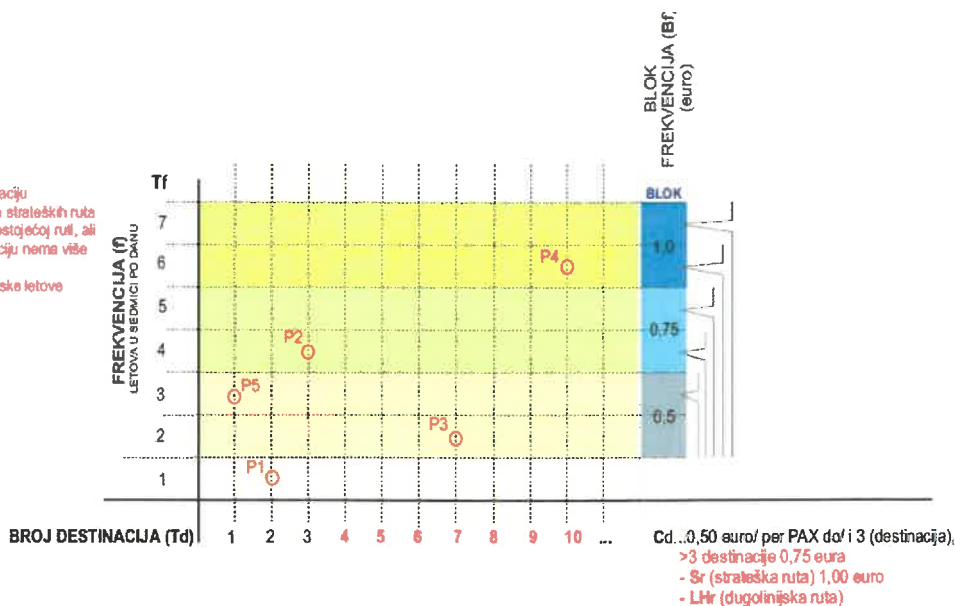 BLOK
FREKVENCIJA (Bf)
(euro)
aciju
strateških ruta
ostojećoj ruti, ali
ciju nema više
ske letove
Tf
BLOK
FREKVENCIJA (f)
LETOVA U SEDMICI PO DANU
7
6
5
4
3
2
1
P4
P2
P5
P3
P1
1,0
0,75
0,5
BROJ DESTINACIJA (Td) 1 2 3 4 5 6 7 8 9 10 ...
Cd...0,50 euro/ per PAX do/ i 3 (destinacija),
>3 destinacije 0,75 eura
- Sr (strateška ruta) 1,00 euro
- LHr (dugolinijska ruta)